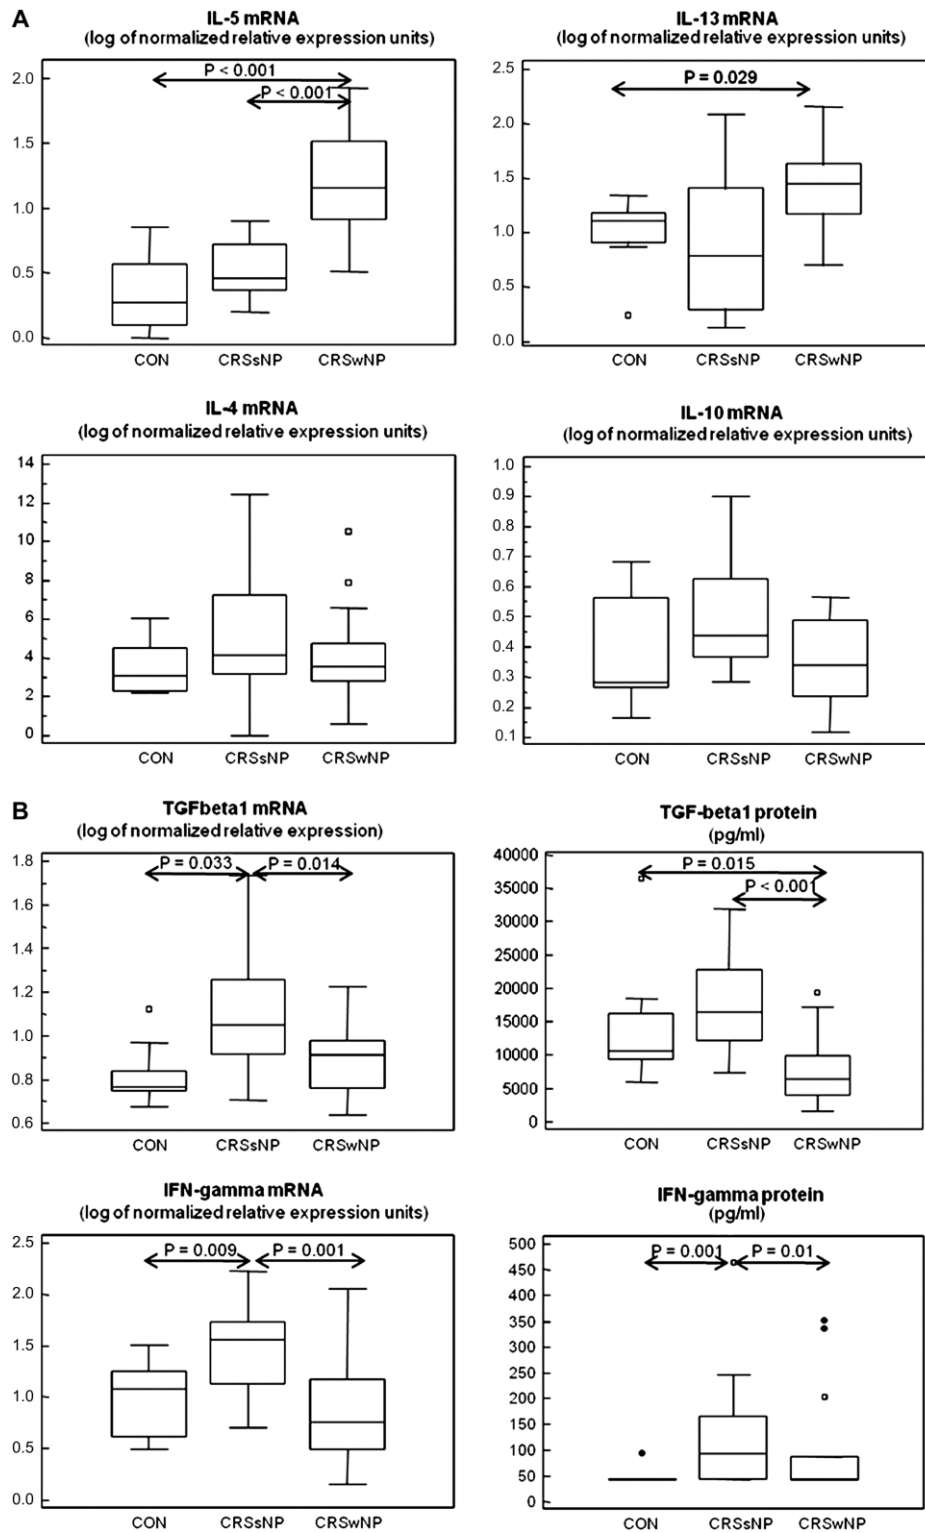 A
IL-5 mRNA
(log of normalized relative expression units)
P < 0.001
P < 0.001
2.0
1.5
1.0
0.5
0.0
CON CRSsNP CRSwNP
IL-13 mRNA
(log of normalized relative expression units)
P = 0.029
2.5
2.0
1.5
1.0
0.5
0.0
CON CRSsNP CRSwNP
IL-4 mRNA
(log of normalized relative expression units)
14
12
10
8
6
4
2
0
CON CRSsNP CRSwNP
IL-10 mRNA
(log of normalized relative expression units)
1.0
0.9
0.8
0.7
0.6
0.5
0.4
0.3
0.2
0.1
CON CRSsNP CRSwNP
B
TGFbeta1 mRNA
(log of normalized relative expression)
P = 0.033 P = 0.014
1.8
1.6
1.4
1.2
1.0
0.8
0.6
CON CRSsNP CRSwNP
TGF-beta1 protein
(pg/ml)
P = 0.015
P < 0.001
40000
35000
30000
25000
20000
15000
10000
5000
0
CON CRSsNP CRSwNP
IFN-gamma mRNA
(log of normalized relative expression units)
P = 0.009 P = 0.001
2.5
2.0
1.5
1.0
0.5
0.0
CON CRSsNP CRSwNP
IFN-gamma protein
(pg/ml)
P = 0.001 P = 0.01
500
450
400
350
300
250
200
150
100
50
0
CON CRSsNP CRSwNP